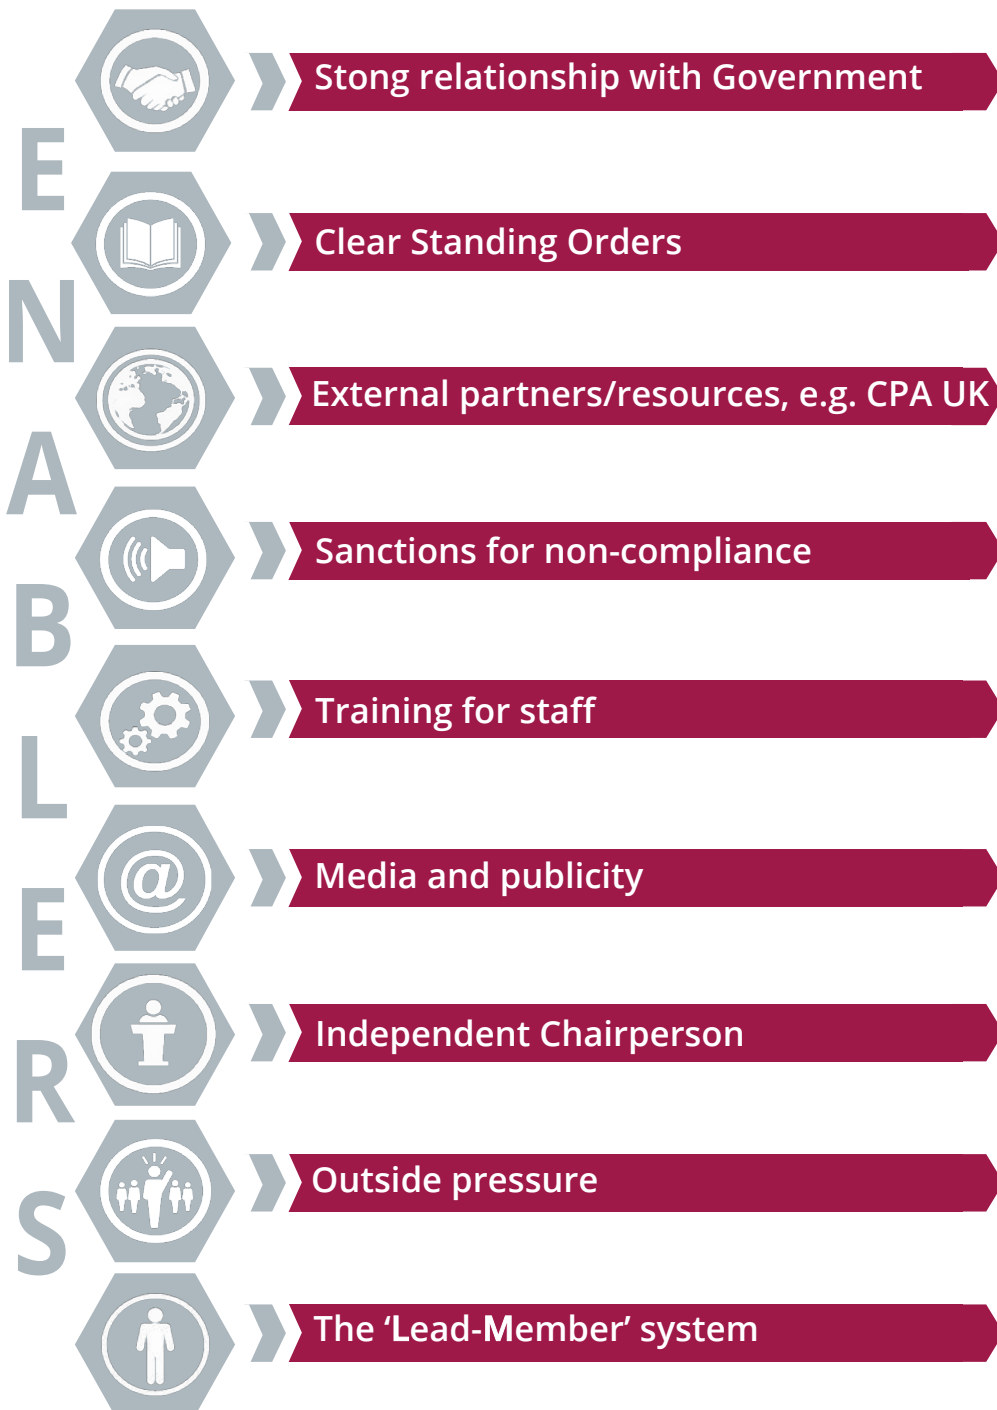 ENABLERS
Stong relationship with Government
Clear Standing Orders
External partners/resources, e.g. CPA UK
Sanctions for non-compliance
Training for staff
@
Media and publicity
Independent Chairperson
Outside pressure
The ‘Lead-Member’ system